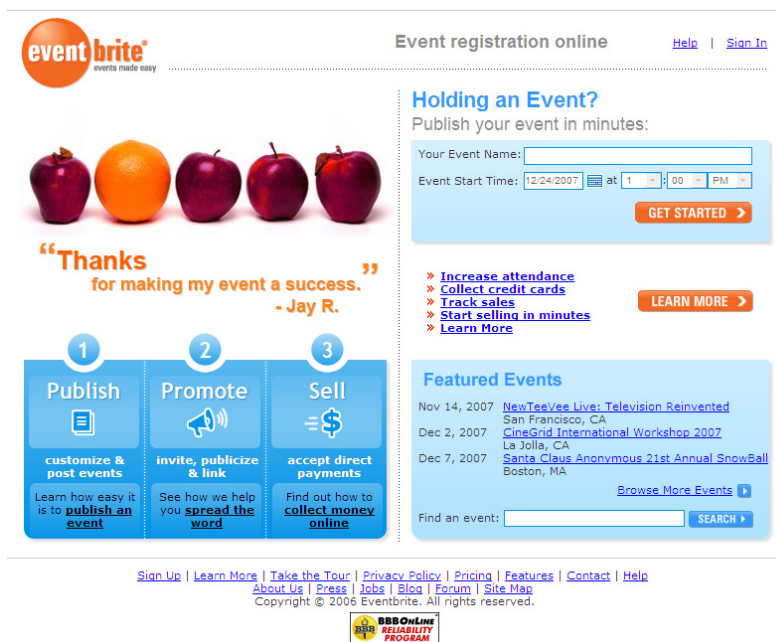 eventbrite®
events made easy
Event registration online
Help | Sign In
Holding an Event?
Publish your event in minutes:
Your Event Name:
Event Start Time: 12/24/2007 at 1 : 00 PM
GET STARTED >
“Thanks
for making my event a success.”
- Jay R.
» Increase attendance
» Collect credit cards
» Track sales
» Start selling in minutes
» Learn More
LEARN MORE >
1
Publish
customize &
post events
Learn how easy it
is to publish an
event
2
Promote
invite, publicize
& link
See how we help
you spread the
word
3
Sell
=$
accept direct
payments
Find out how to
collect money
online
Featured Events
Nov 14, 2007 NewTeeVee Live: Television Reinvented
San Francisco, CA
Dec 2, 2007 CineGrid International Workshop 2007
La Jolla, CA
Dec 7, 2007 Santa Claus Anonymous 21st Annual SnowBall
Boston, MA
Browse More Events
Find an event:
SEARCH
Sign Up | Learn More | Take the Tour | Privacy Policy | Pricing | Features | Contact | Help
About Us | Press | Jobs | Blog | Forum | Site Map
Copyright © 2006 Eventbrite. All rights reserved.
BBB
BBBONLINE
RELIABILITY
PROGRAM